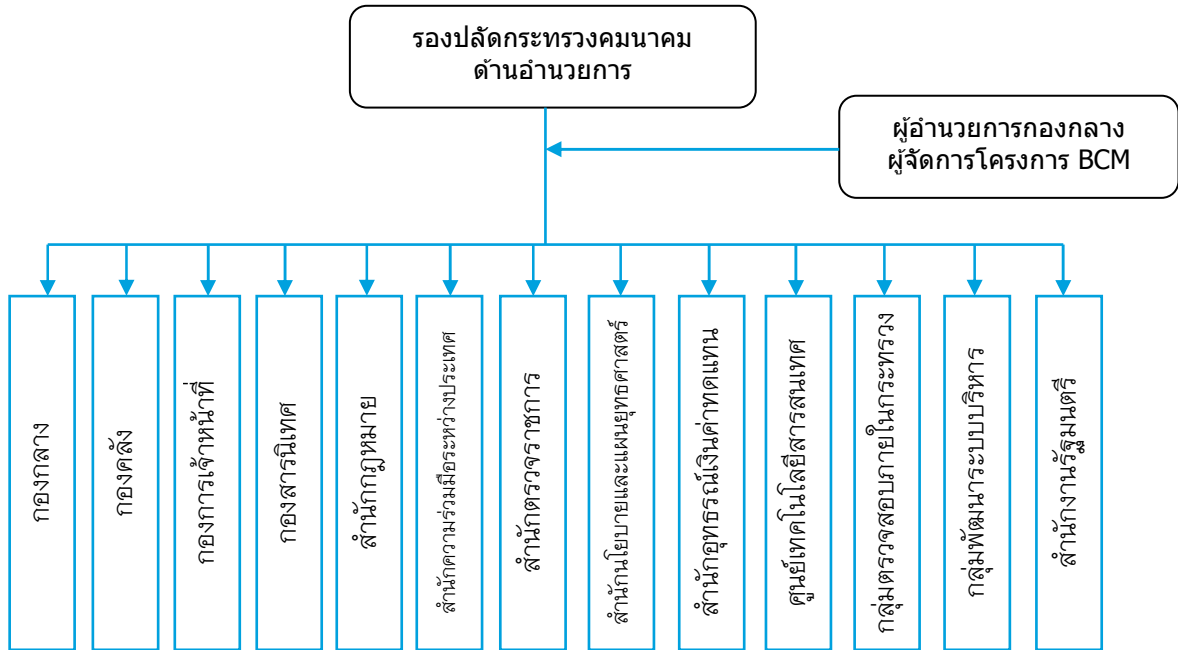 รองปลัดกระทรวงคมนาคม
ด้านอำนวยการ
ผู้อำนวยการกองกลาง
ผู้จัดการโครงการ BCM
กองกลาง
กองคลัง
กองการเจ้าหน้าที่
กองสารนิเทศ
สำนักกฎหมาย
สำนักความร่วมมือระหว่างประเทศ
สำนักตรวจราชการ
สำนักนโยบายและแผนยุทธศาสตร์
สำนักอุทธรณ์เงินค่าทดแทน
ศูนย์เทคโนโลยีสารสนเทศ
กลุ่มตรวจสอบภายในกระทรวง
กลุ่มพัฒนาระบบบริหาร
สำนักงานรัฐมนตรี